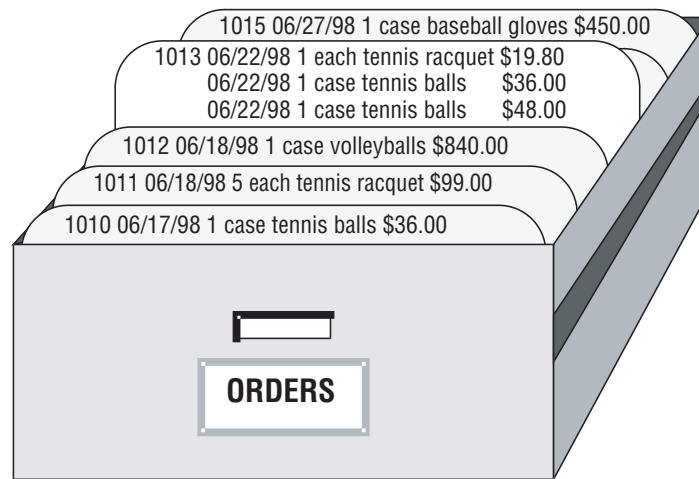 1015 06/27/98 1 case baseball gloves $450.00
1013 06/22/98 1 each tennis racquet $19.80
06/22/98 1 case tennis balls $36.00
06/22/98 1 case tennis balls $48.00
1012 06/18/98 1 case volleyballs $840.00
1011 06/18/98 5 each tennis racquet $99.00
1010 06/17/98 1 case tennis balls $36.00
ORDERS